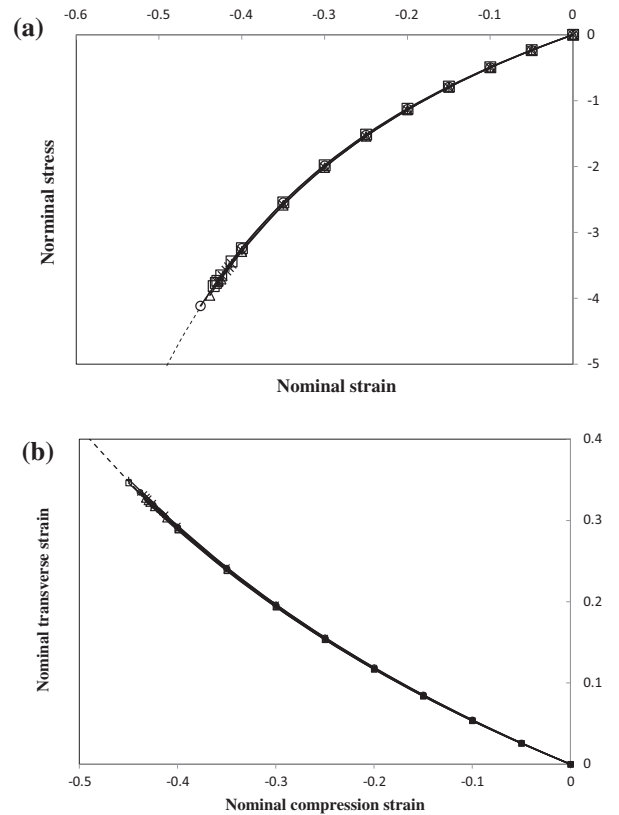 (a)
-0.6 -0.5 -0.4 -0.3 -0.2 -0.1 0
0
-1
-2
-3
-4
-5
Norminal stress
Nominal strain
(b)
0.4
0.3
0.2
0.1
0
Nominal transverse strain
-0.5 -0.4 -0.3 -0.2 -0.1 0
Nominal compression strain